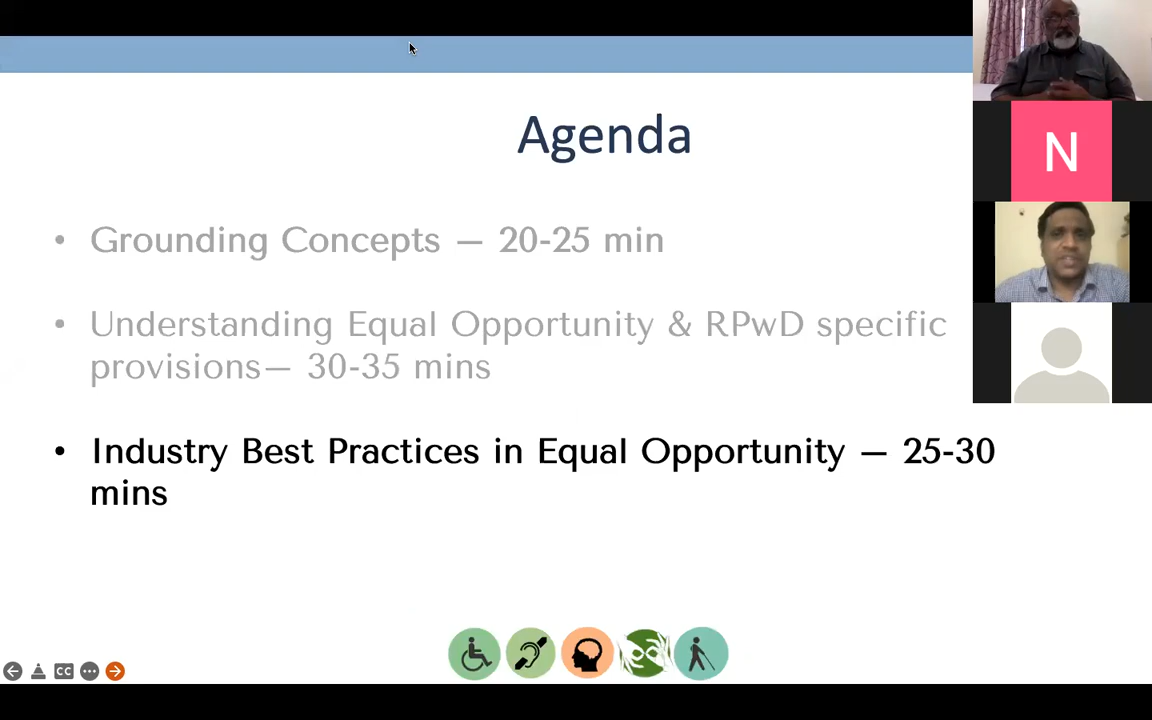 Agenda
• Grounding Concepts – 20-25 min
• Understanding Equal Opportunity & RPwD specific
provisions– 30-35 mins
• Industry Best Practices in Equal Opportunity – 25-30
mins
N
CC